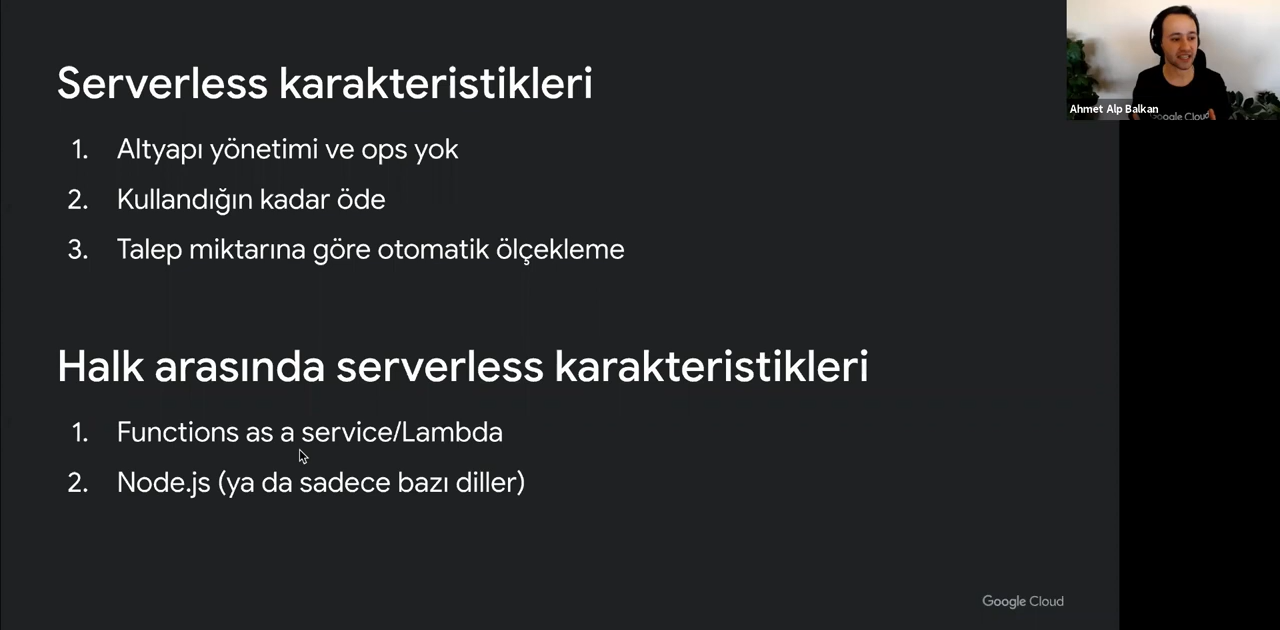 Serverless karakteristikleri
1. Altyapı yönetimi ve ops yok
2. Kullandığın kadar öde
3. Talep miktarına göre otomatik ölçekleme
Halk arasında serverless karakteristikleri
1. Functions as a service/Lambda
2. Node.js (ya da sadece bazı diller)
Google Cloud
Ahmet Alp Balkan
Google Cloud